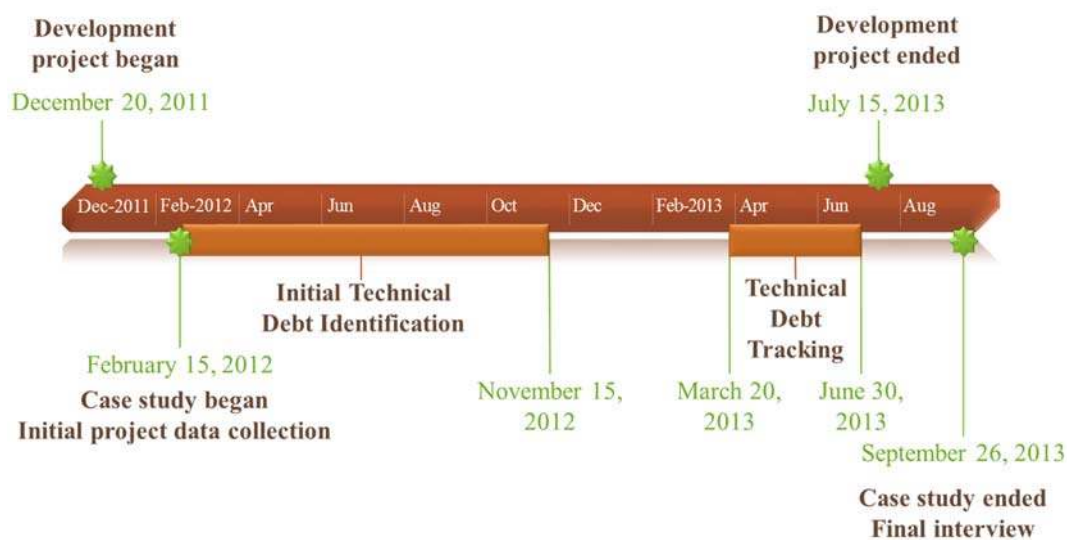 Development
project began
December 20, 2011
Development
project ended
July 15, 2013
Dec-2011 Feb-2012 Apr Jun Aug Oct Dec Feb-2013 Apr Jun Aug
Initial Technical
Debt Identification
Technical
Debt
Tracking
February 15, 2012
Case study began
Initial project data collection
November 15,
2012
March 20,
2013
June 30,
2013
September 26, 2013
Case study ended
Final interview